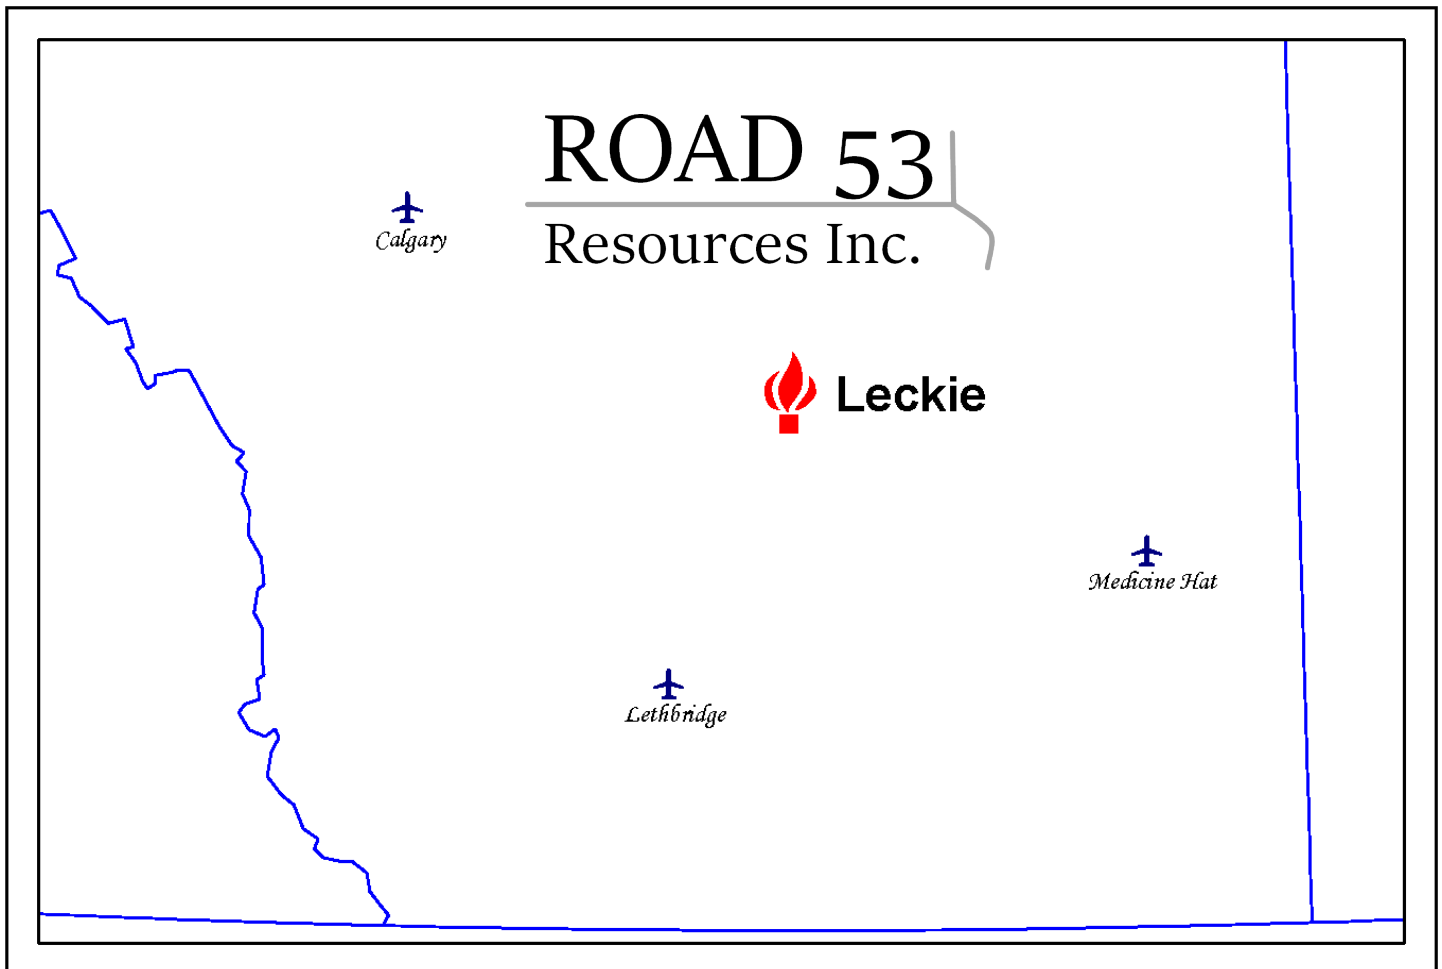 ROAD 53
Resources Inc.
Calgary
Leckie
Medicine Hat
Lethbridge